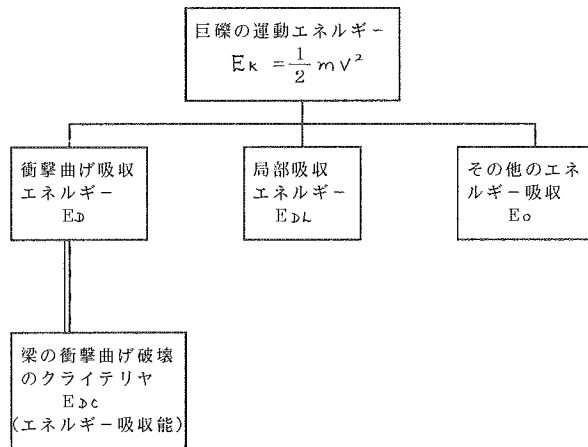 巨礫の運動エネルギー
Eк = 1/2 mv²
衝撃曲げ吸収
エネルギー
ED
局部吸収
エネルギー
EDL
その他のエネ
ルギー吸収
Eo
梁の衝撃曲げ破壊
のクライテリヤ
EDC
(エネルギー吸収能)